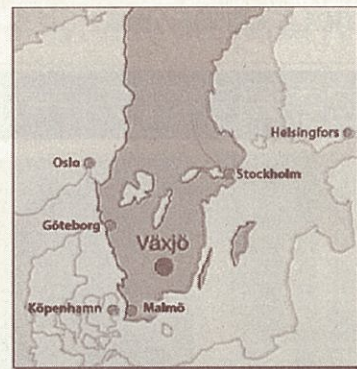 Helsingfors
Oslo
Stockholm
Göteborg
Växjö
Köpenhamn
Malmö